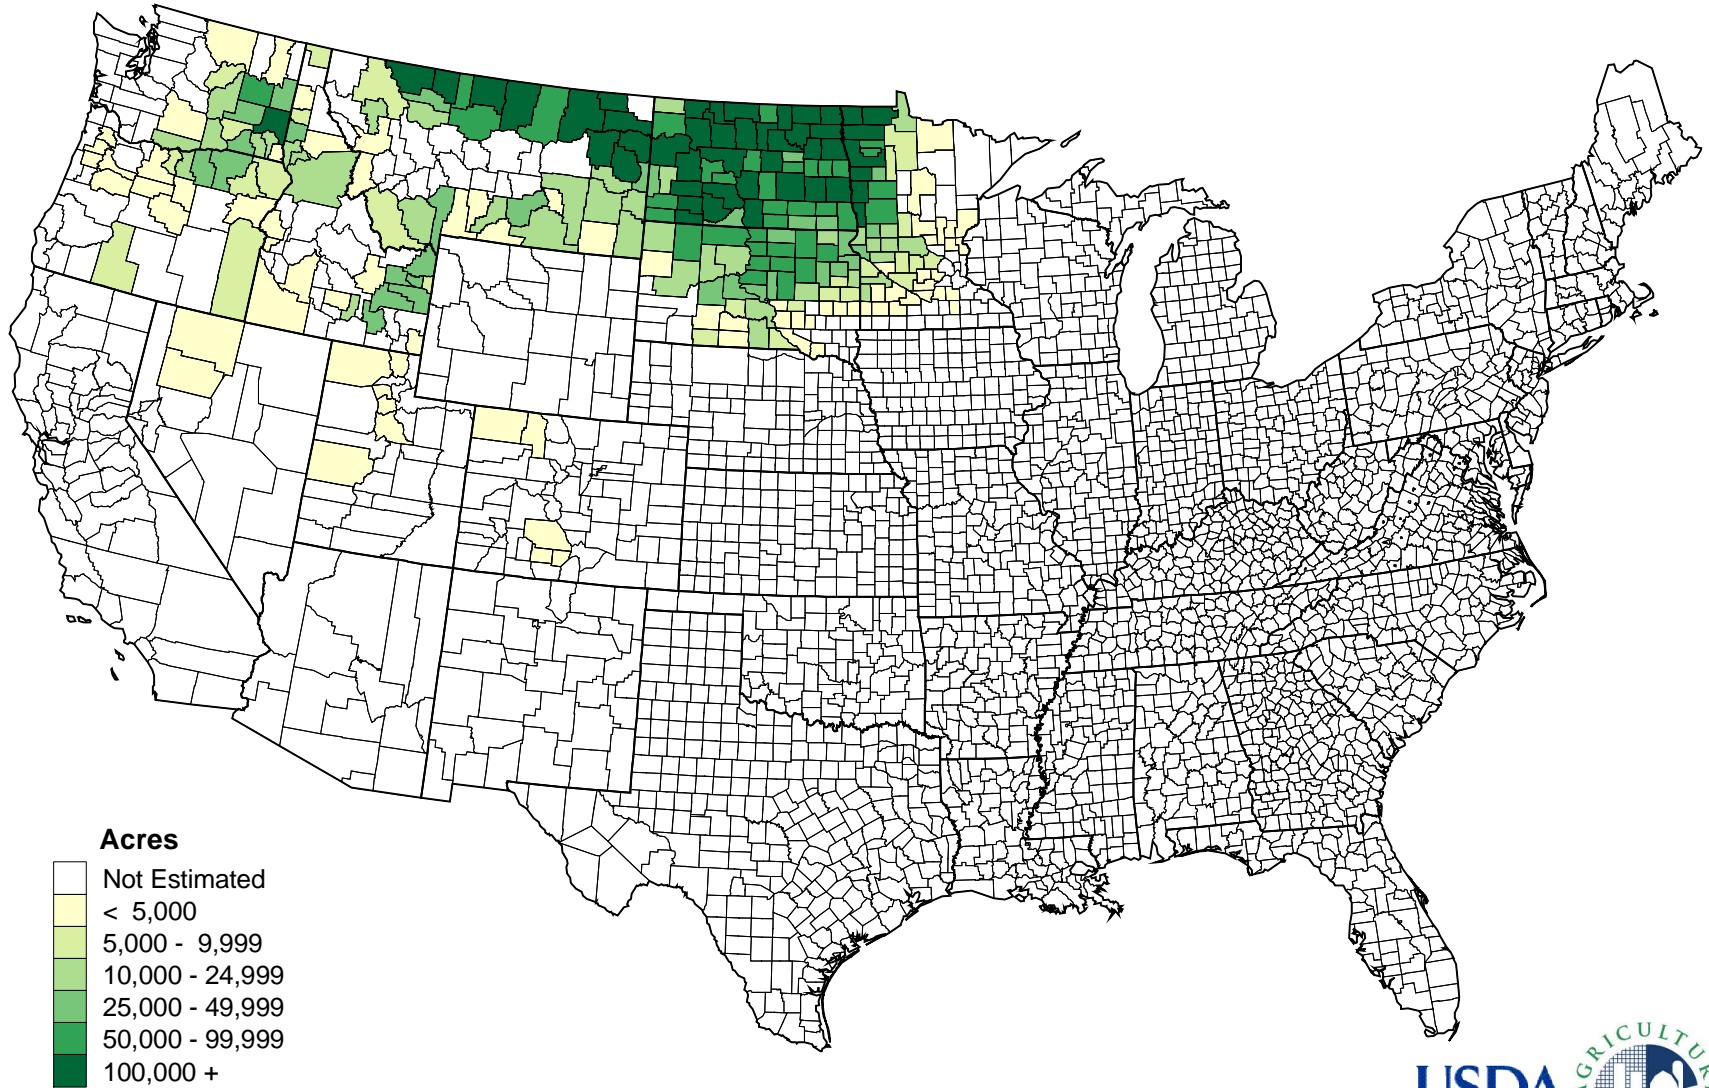 Acres
Not Estimated
< 5,000
5,000 - 9,999
10,000 - 24,999
25,000 - 49,999
50,000 - 99,999
100,000 +
USDA